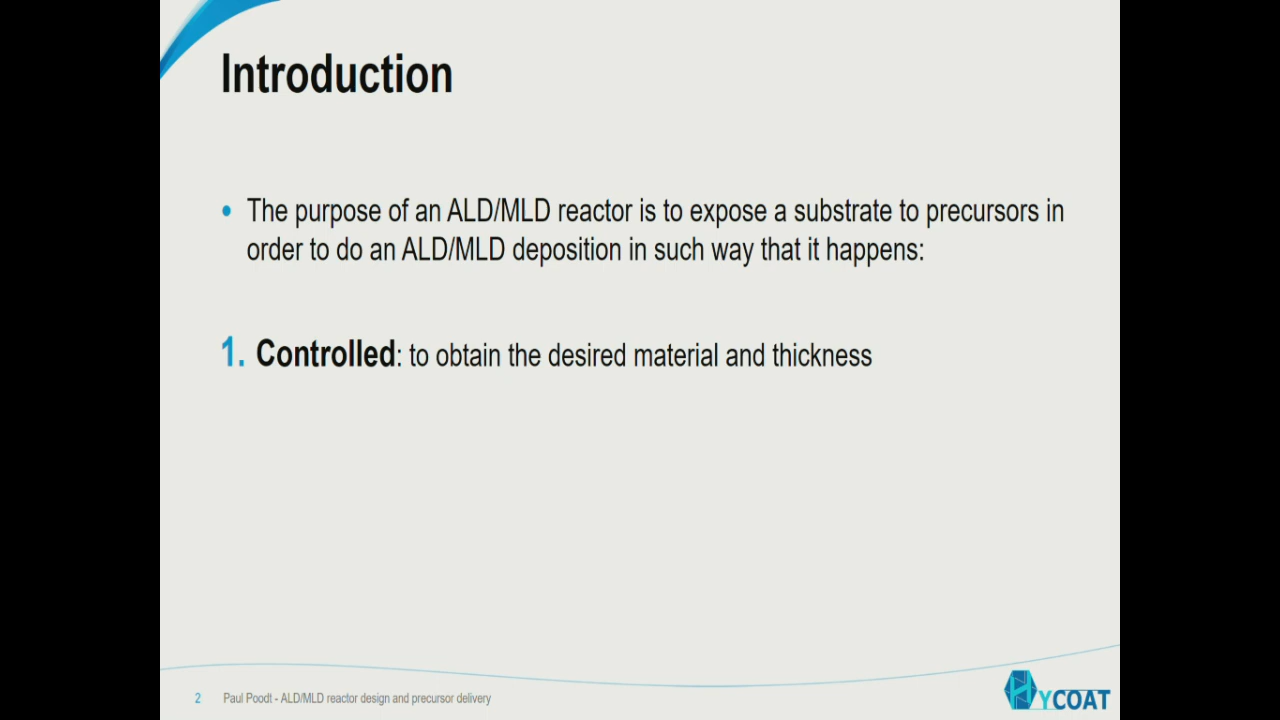 Introduction
• The purpose of an ALD/MLD reactor is to expose a substrate to precursors in
order to do an ALD/MLD deposition in such way that it happens:
1. Controlled: to obtain the desired material and thickness
2 Paul Poodt - ALD/MLD reactor design and precursor delivery
HYCOAT